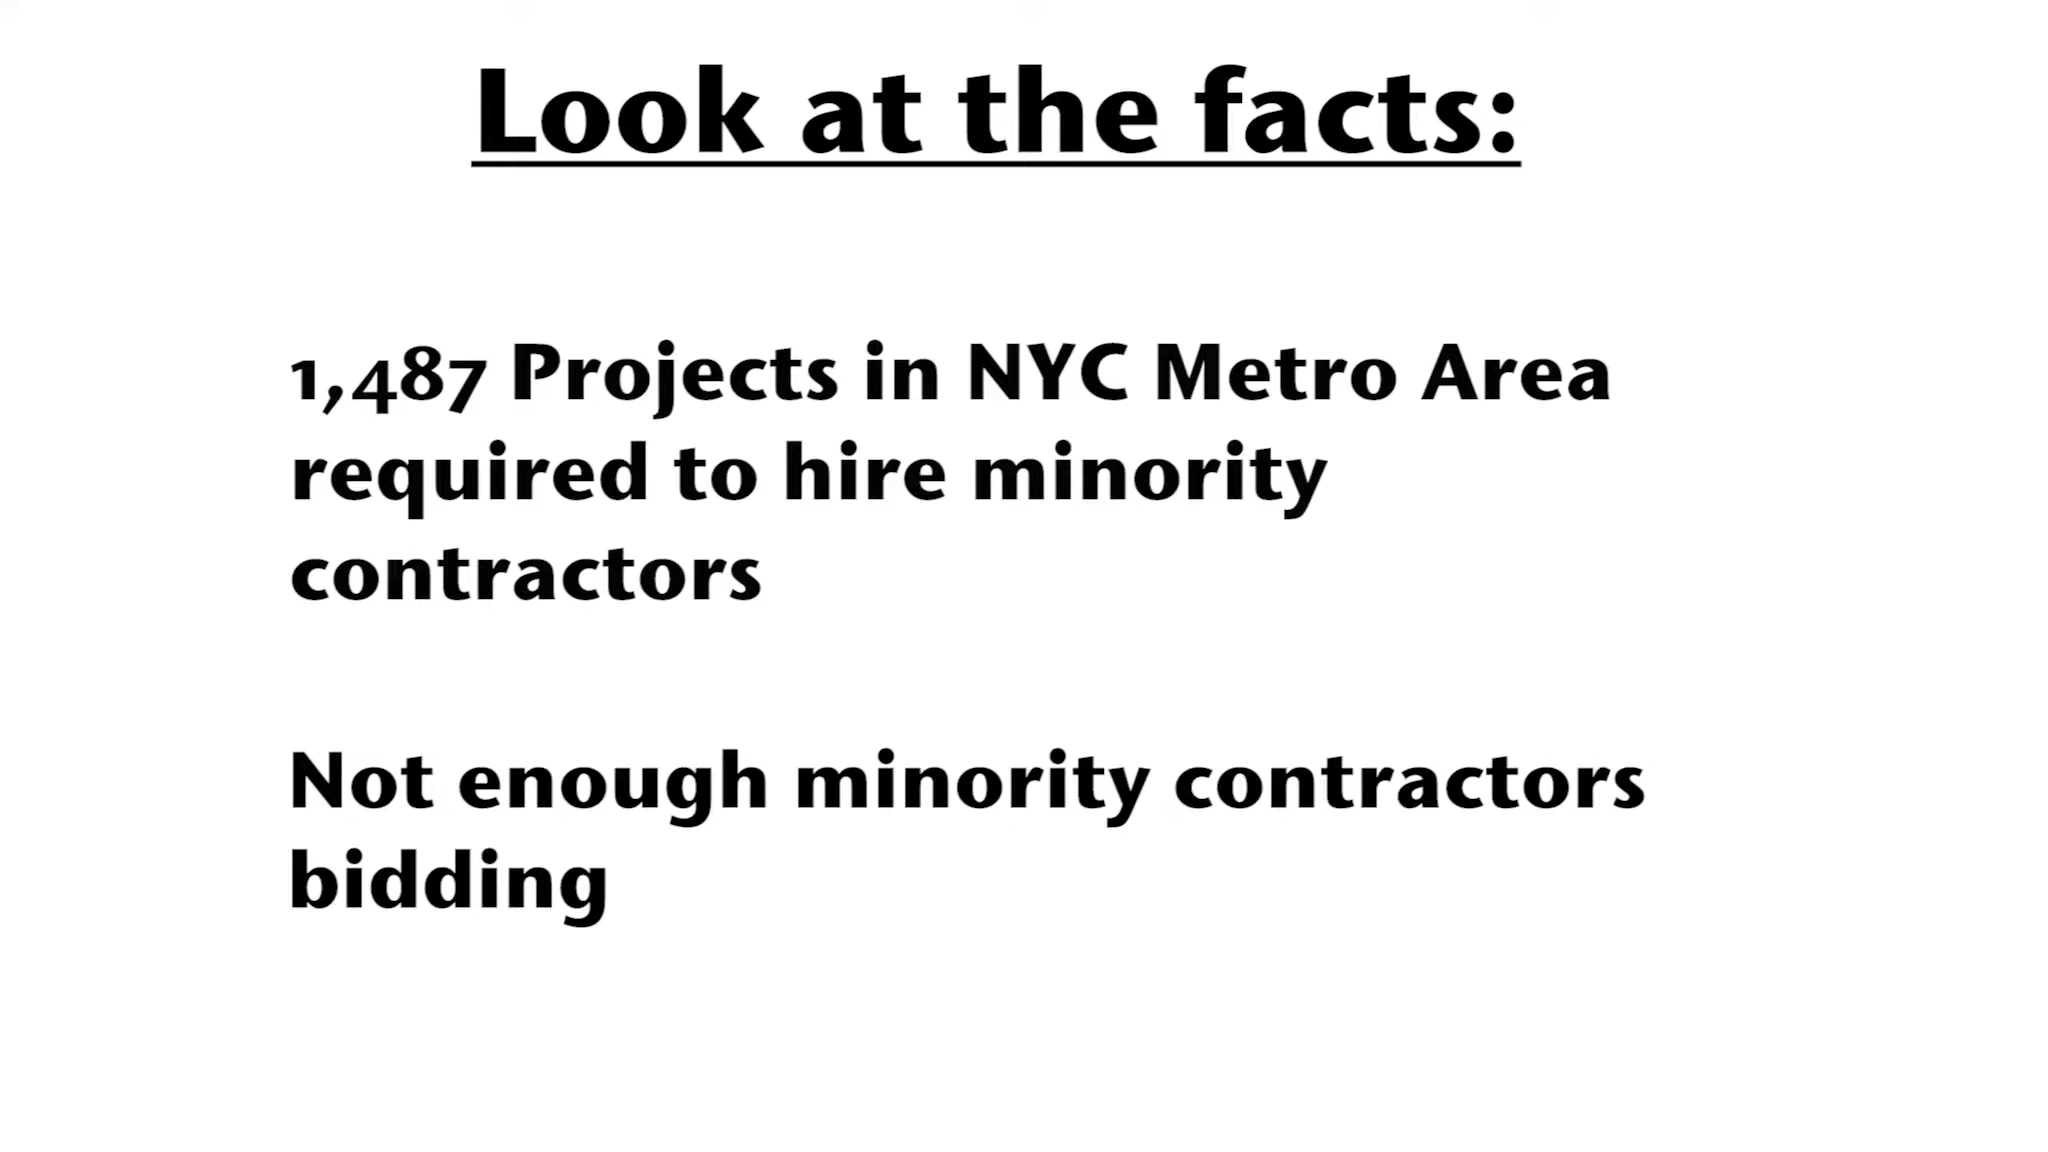 Look at the facts:
1,487 Projects in NYC Metro Area
required to hire minority
contractors
Not enough minority contractors
bidding